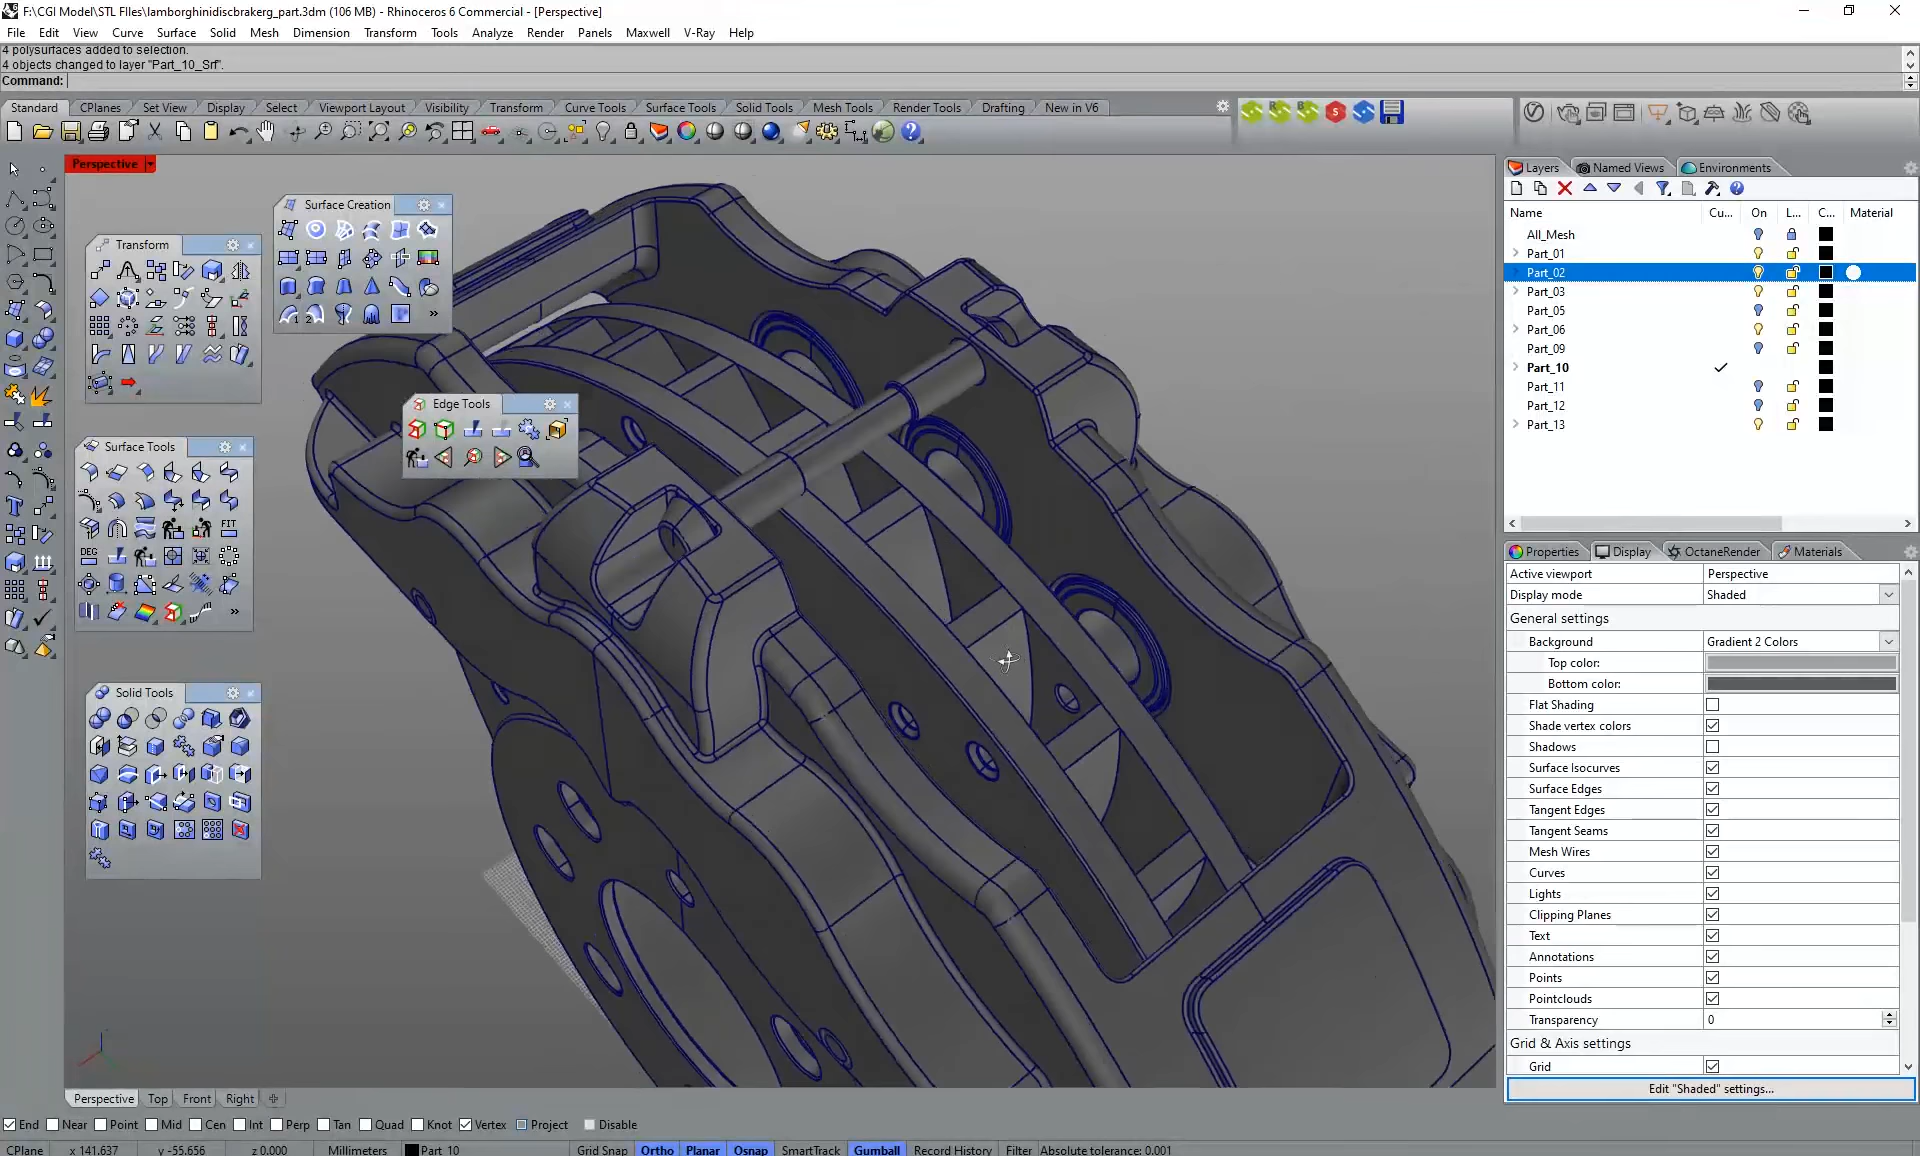 F:\CGI Model\STL FIles\lamborghinidiscbrakerg_part.3dm (106 MB) - Rhinoceros 6 Commercial - [Perspective]
File Edit View Curve Surface Solid Mesh Dimension Transform Tools Analyze Render Panels Maxwell V-Ray Help
4 polysurfaces added to selection.
4 objects changed to layer "Part_10_Srf".
Command:
Standard CPlanes Set View Display Select Viewport Layout Visibility Transform Curve Tools Surface Tools Solid Tools Mesh Tools Render Tools Drafting New in V6
Perspective
Surface Creation
Transform
Edge Tools
Surface Tools
FIT
DEG
Solid Tools
Layers Named Views Environments
Name Cu... On L... C... Material
All_Mesh
Part_01
Part_02
Part_03
Part_05
Part_06
Part_09
Part_10
Part_11
Part_12
Part_13
Properties Display OctaneRender Materials
Active viewport Perspective
Display mode Shaded
General settings
Background Gradient 2 Colors
Top color:
Bottom color:
Flat Shading
Shade vertex colors
Shadows
Surface Isocurves
Surface Edges
Tangent Edges
Tangent Seams
Mesh Wires
Curves
Lights
Clipping Planes
Text
Annotations
Points
Pointclouds
Transparency 0
Grid & Axis settings
Grid
Edit "Shaded" settings...
Perspective Top Front Right
End Near Point Mid Cen Int Perp Tan Quad Knot Vertex Project Disable
CPlane x 141.637 y -55.656 z 0.000 Millimeters Part_10 Grid Snap Ortho Planar Osnap SmartTrack Gumball Record History Filter Absolute tolerance: 0.001